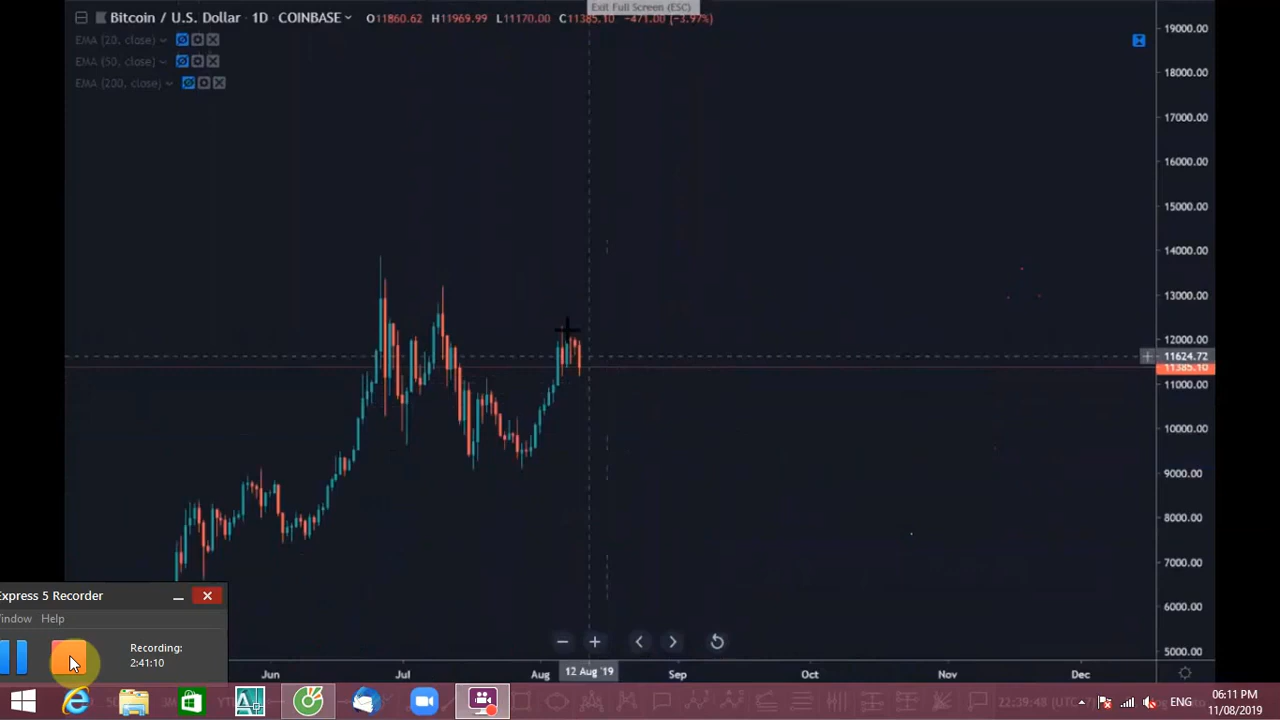 Exit Full Screen (ESC)
Bitcoin / U.S. Dollar · 1D · COINBASE O11860.62 H11969.99 L11170.00 C11385.10 −471.00 (−3.97%)
EMA (20, close)
EMA (50, close)
EMA (200, close)
19000.00
18000.00
17000.00
16000.00
15000.00
14000.00
13000.00
12000.00
11624.72
11385.10
11000.00
10000.00
9000.00
8000.00
7000.00
6000.00
5000.00
Express 5 Recorder
Window Help
Recording:
2:41:10
Jun Jul Aug 12 Aug '19 Sep Oct Nov Dec
22:39:48 (UTC
ENG
06:11 PM
11/08/2019